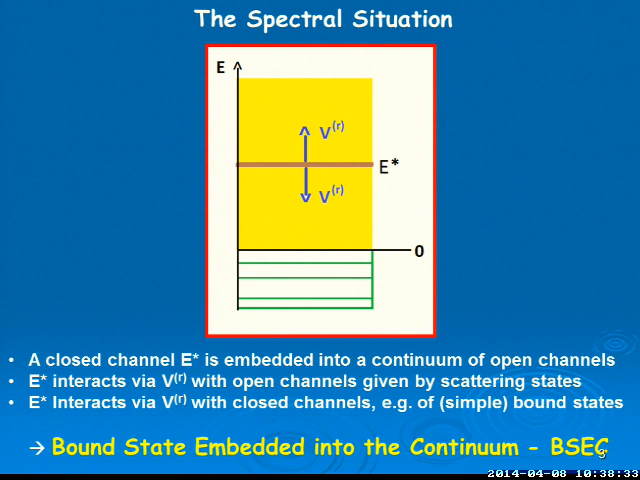 The Spectral Situation
E
V(r)
E*
V(r)
0
• A closed channel E* is embedded into a continuum of open channels
• E* interacts via V(r) with open channels given by scattering states
• E* Interacts via V(r) with closed channels, e.g. of (simple) bound states
→ Bound State Embedded into the Continuum - BSEC
2014-04-08 10:38:33